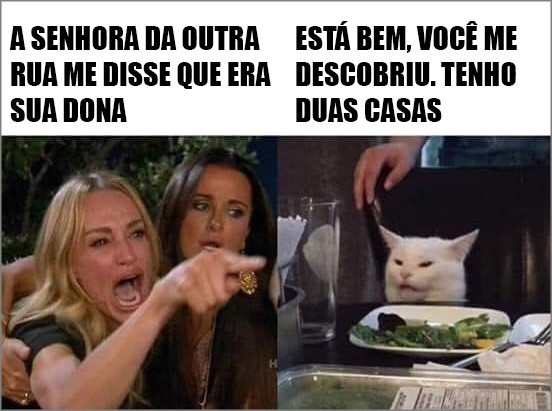 A SENHORA DA OUTRA
RUA ME DISSE QUE ERA
SUA DONA
ESTÁ BEM, VOCÊ ME
DESCOBRIU. TENHO
DUAS CASAS